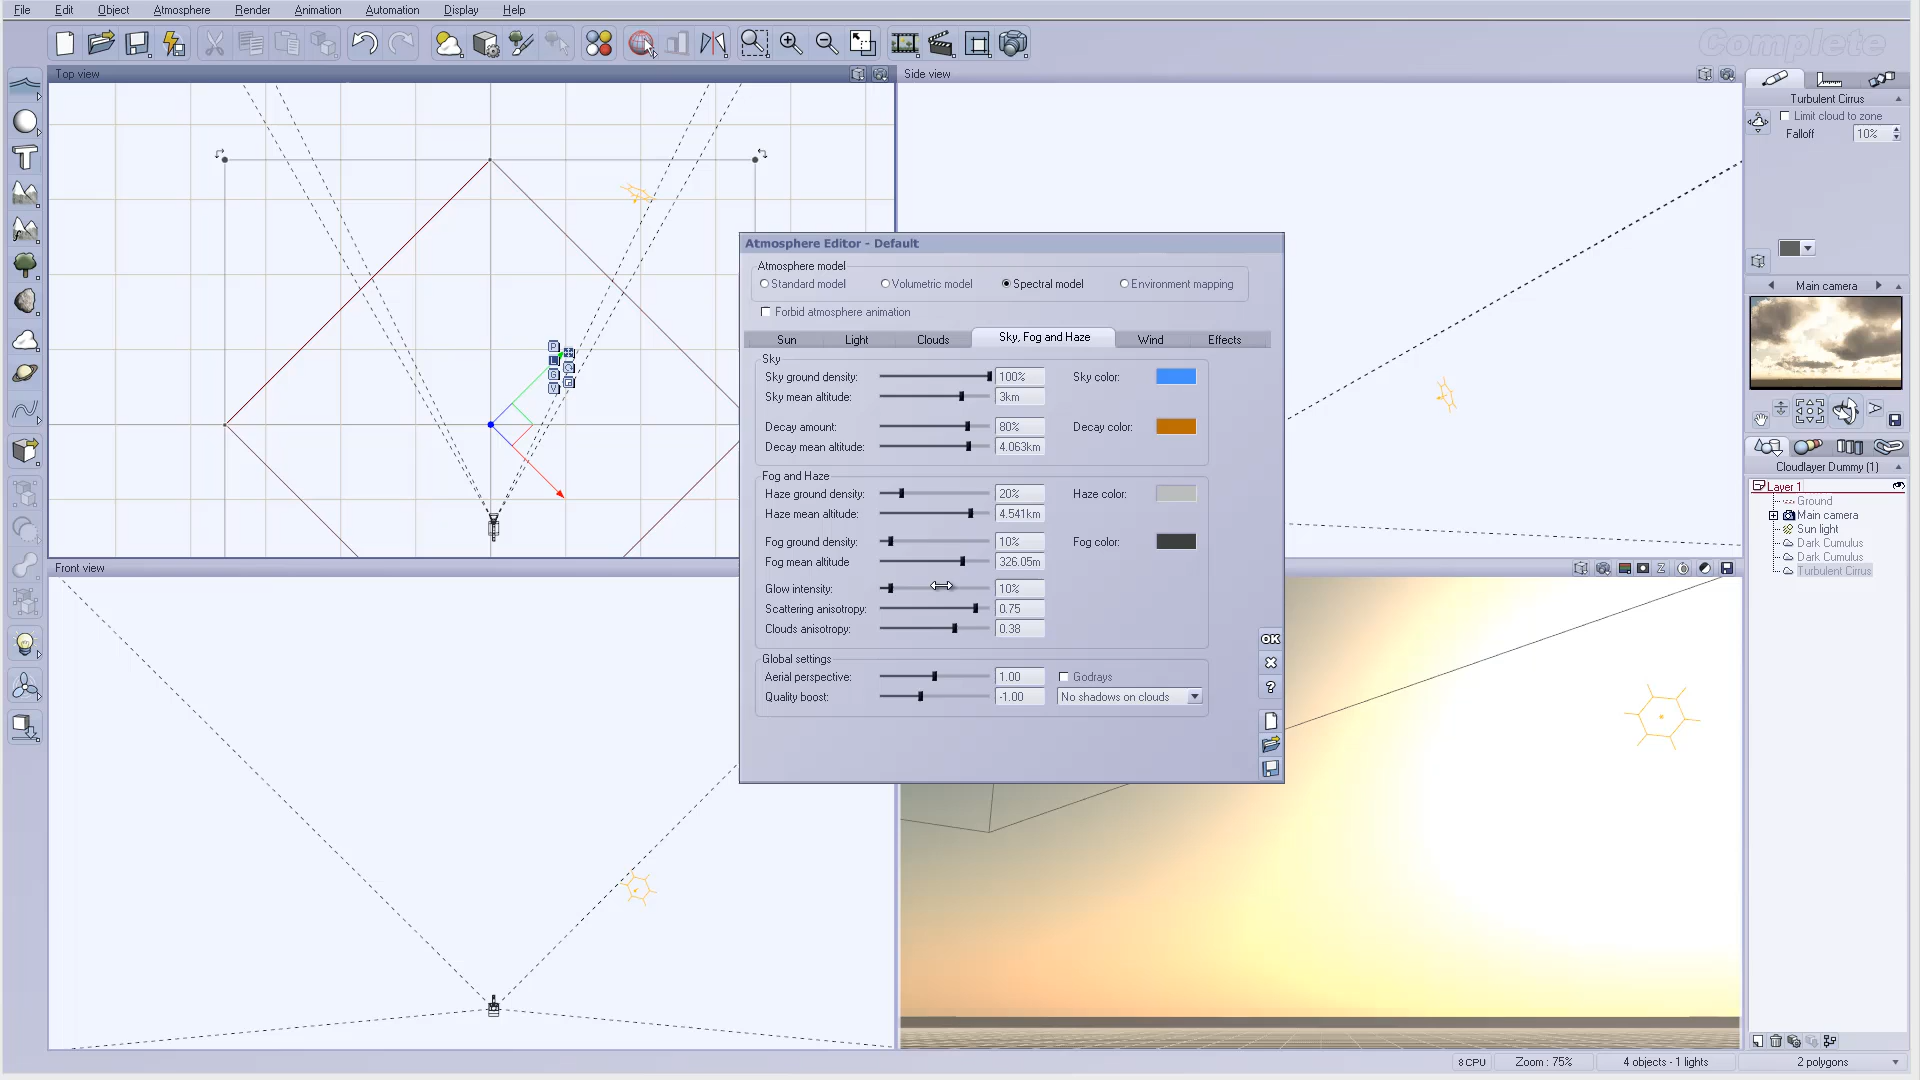 File Edit Object Atmosphere Render Animation Automation Display Help
Complete
Top view
Side view
Turbulent Cirrus
Limit cloud to zone
Falloff 10%
Main camera
Atmosphere Editor - Default
Atmosphere model
Standard model Volumetric model Spectral model Environment mapping
Forbid atmosphere animation
Sun Light Clouds Sky, Fog and Haze Wind Effects
Sky
Sky ground density: 100% Sky color:
Sky mean altitude: 3km
Decay amount: 80% Decay color:
Decay mean altitude: 4.063km
Fog and Haze
Haze ground density: 20% Haze color:
Haze mean altitude: 4.541km
Fog ground density: 10% Fog color:
Fog mean altitude 326.05m
Glow intensity: 10%
Scattering anisotropy: 0.75
Clouds anisotropy: 0.38
Global settings
Aerial perspective: 1.00 Godrays
Quality boost: -1.00 No shadows on clouds
OK
?
P
G
V
Front view
Z
Cloudlayer Dummy (1)
Layer 1
Ground
Main camera
Sun light
Dark Cumulus
Dark Cumulus
Turbulent Cirrus
8 CPU Zoom : 75% 4 objects - 1 lights 2 polygons